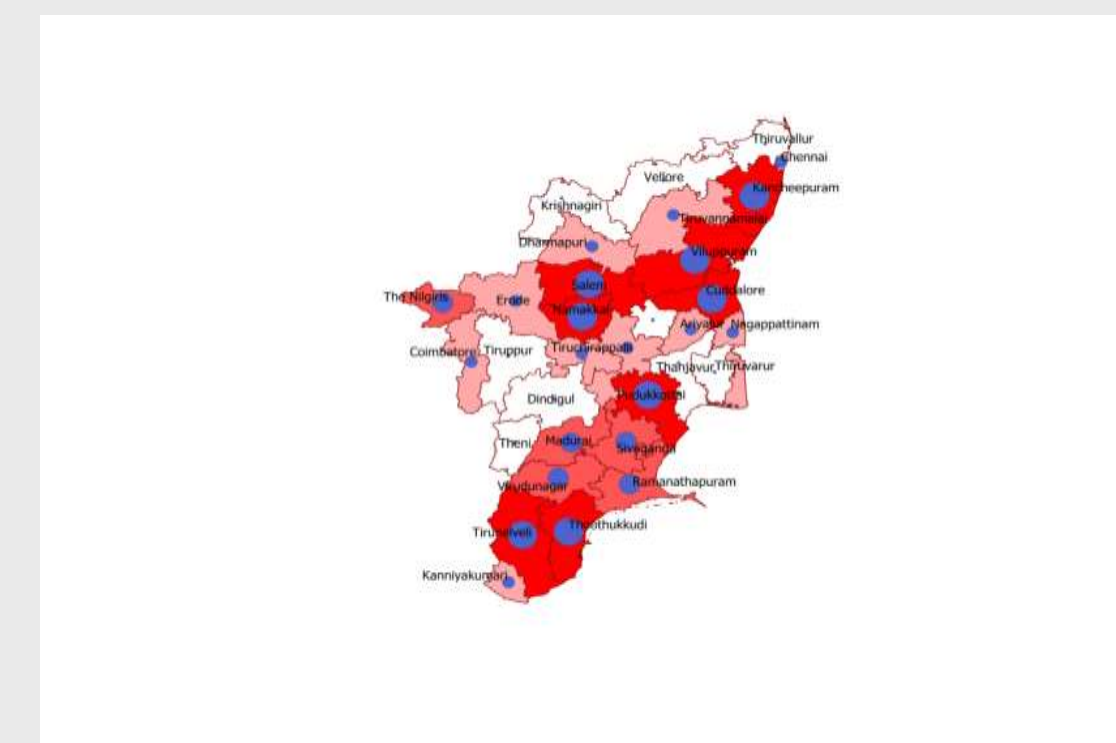 Thiruvallur
Chennai
Vellore
Kancheepuram
Krishnagiri
Tiruvannamalai
Dharmapuri
Viluppuram
Salem
Cuddalore
The Nilgiris
Erode
Namakkal
Ariyalur
Nagappattinam
Coimbatore
Tiruppur
Tiruchirappalli
Thanjavur
Thiruvarur
Dindigul
Pudukkottai
Theni
Madurai
Sivaganga
Virudunagar
Ramanathapuram
Tirunelveli
Thoothukkudi
Kanniyakumari